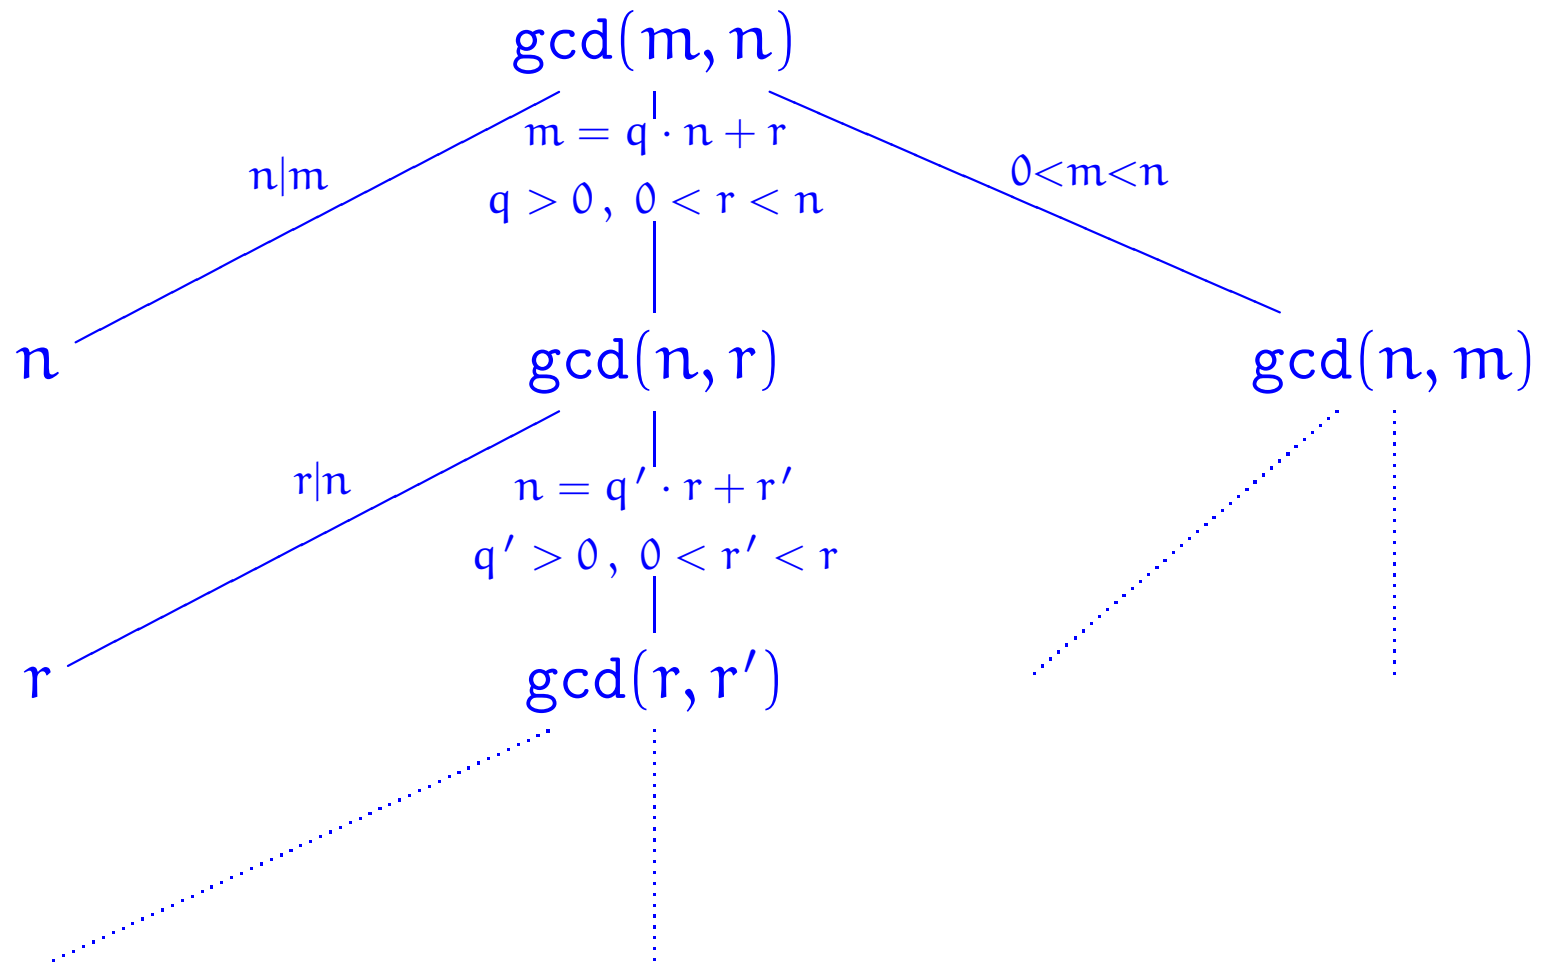 gcd(m, n)
m = q · n + r
n|m
0<m<n
q > 0 , 0 < r < n
n
gcd(n, r)
gcd(n, m)
r|n
n = q′ · r + r′
q′ > 0 , 0 < r′ < r
r
gcd(r, r′)